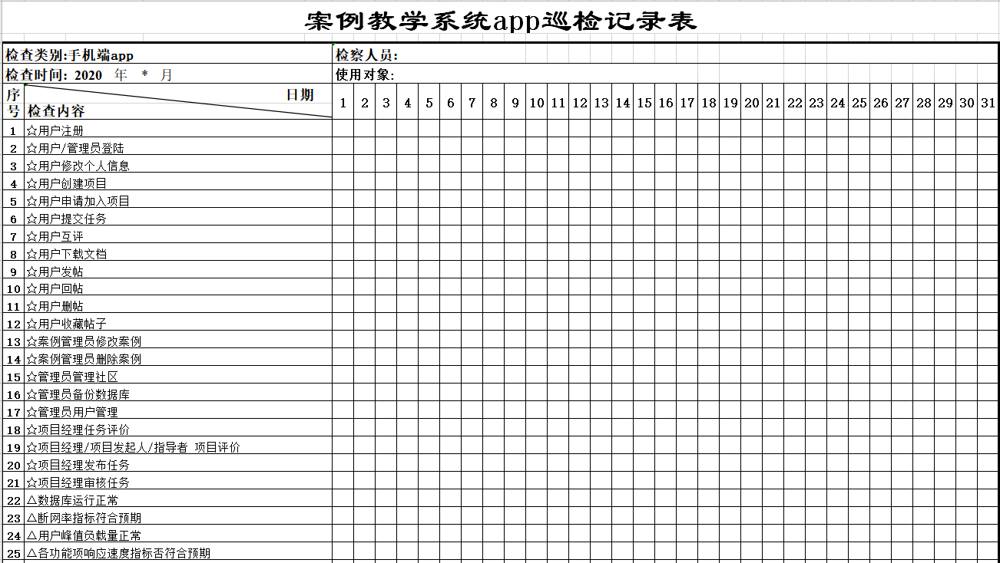 案例教学系统app巡检记录表
检查类别:手机端app 检察人员:
检查时间: 2020 年 * 月 使用对象:
序号 日期 检查内容 1 2 3 4 5 6 7 8 9 10 11 12 13 14 15 16 17 18 19 20 21 22 23 24 25 26 27 28 29 30 31
1 ☆用户注册
2 ☆用户/管理员登陆
3 ☆用户修改个人信息
4 ☆用户创建项目
5 ☆用户申请加入项目
6 ☆用户提交任务
7 ☆用户互评
8 ☆用户下载文档
9 ☆用户发帖
10 ☆用户回帖
11 ☆用户删帖
12 ☆用户收藏帖子
13 ☆案例管理员修改案例
14 ☆案例管理员删除案例
15 ☆管理员管理社区
16 ☆管理员备份数据库
17 ☆管理员用户管理
18 ☆项目经理任务评价
19 ☆项目经理/项目发起人/指导者 项目评价
20 ☆项目经理发布任务
21 ☆项目经理审核任务
22 △数据库运行正常
23 △断网率指标符合预期
24 △用户峰值负载量正常
25 △各功能项响应速度指标否符合预期